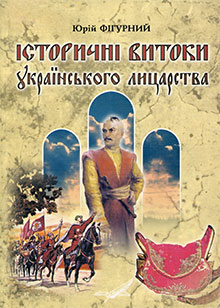 Юрій ФІГУРНИЙ
ІСТОРИЧНІ ВИТОКИ
УКРАЇНСЬКОГО ЛИЦАРСТВА